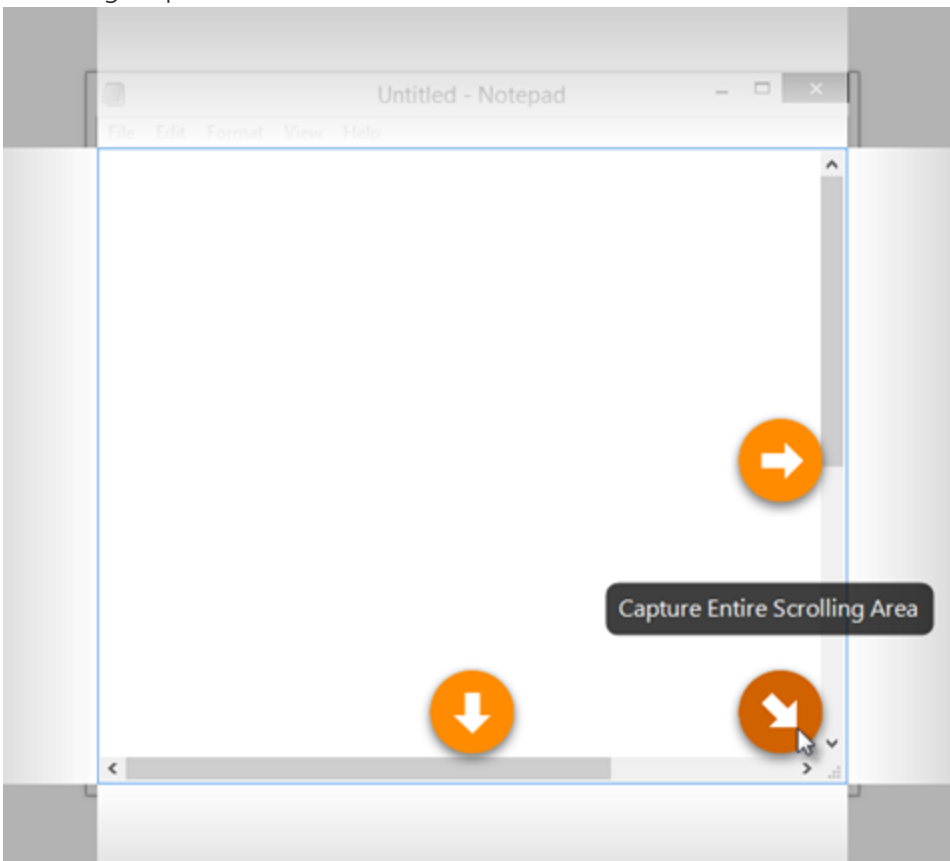 Untitled - Notepad
File Edit Format View Help
Capture Entire Scrolling Area